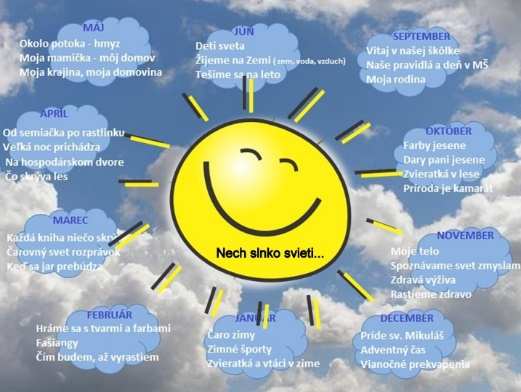 MÁJ
Okolo potoka - hmyz
Moja mamička - môj domov
Moja krajina, moja domovina
JÚN
Deti sveta
Žijeme na Zemi ( zem, voda, vzduch)
Tešíme sa na leto
SEPTEMBER
Vitaj v našej škôlke
Naše pravidlá a deň v MŠ
Moja rodina
APRÍL
Od semiačka po rastlinku
Veľká noc prichádza
Na hospodárskom dvore
Čo skrýva les
OKTÓBER
Farby jesene
Dary pani jesene
Zvieratká v lese
Príroda je kamarát
MAREC
Každá kniha niečo
Čarovný svet rozprávok
Keď sa jar prebúdza
Nech slnko svieti...
NOVEMBER
Moje telo
Spoznávame svet zmyslam
Zdravá výživa
Rastieme zdravo
FEBRUÁR
Hráme sa s tvarmi a farbami
Fašiangy
Čím budem, až vyrastiem
JANUÁR
Čaro zimy
Zimné športy
Zvieratká a vtáci v zime
DECEMBER
Príde sv. Mikuláš
Adventný čas
Vianočné prekvapenia